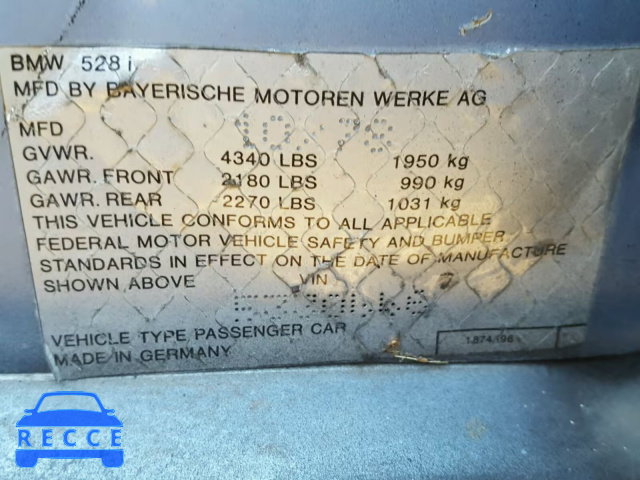 BMW 528 i
MFD BY BAYERISCHE MOTOREN WERKE AG
MFD 10-78
GVWR. 4340 LBS 1950 kg
GAWR. FRONT 2180 LBS 990 kg
GAWR. REAR 2270 LBS 1031 kg
THIS VEHICLE CONFORMS TO ALL APPLICABLE
FEDERAL MOTOR VEHICLE SAFETY AND BUMPER
STANDARDS IN EFFECT ON THE DATE OF MANUFACTURE
SHOWN ABOVE VIN
VEHICLE TYPE PASSENGER CAR
MADE IN GERMANY
RECCE